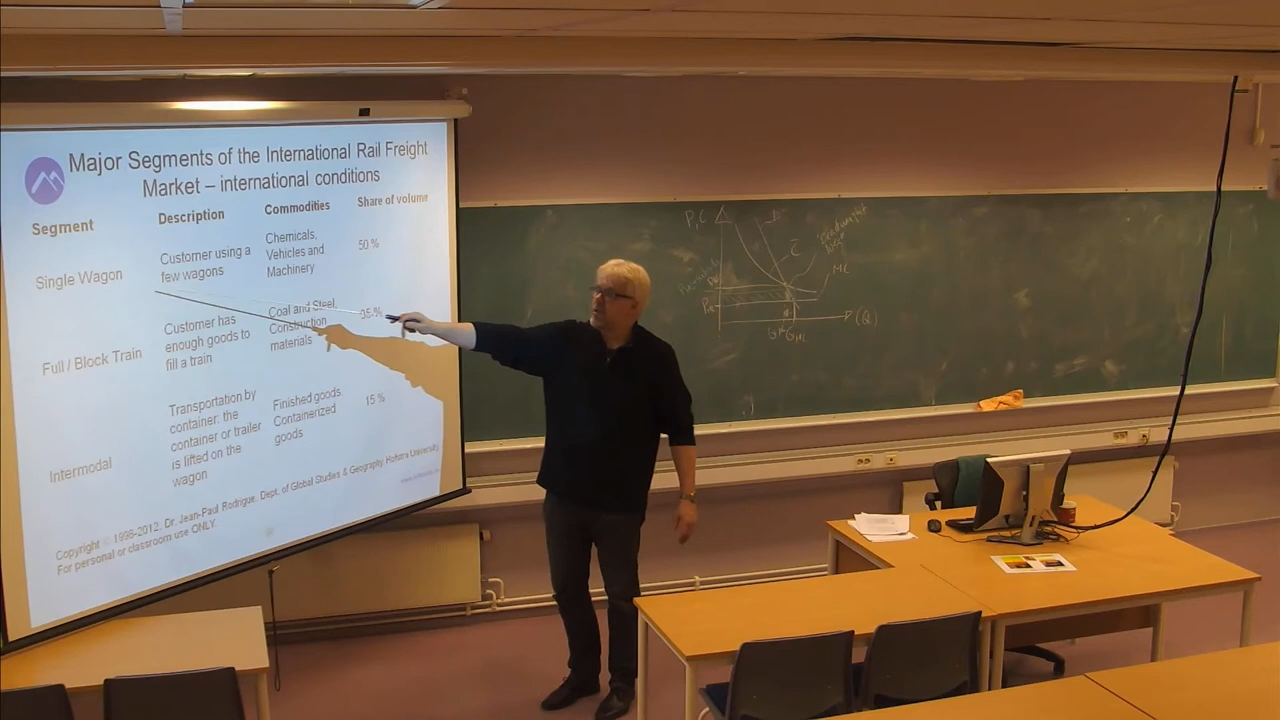 Major Segments of the International Rail Freight
Market – international conditions
Segment
Description
Commodities
Share of volume
Single Wagon
Customer using a
few wagons
Chemicals,
Vehicles and
Machinery
50 %
Full / Block Train
Customer has
enough goods to
fill a train
Coal and Steel,
Construction
materials
35 %
Intermodal
Transportation by
container: the
container or trailer
is lifted on the
wagon
Finished goods,
Containerized
goods
15 %
Copyright © 1998-2012, Dr. Jean-Paul Rodrigue, Dept. of Global Studies & Geography, Hofstra University
For personal or classroom use ONLY.
P,C
D
MC
(Q)